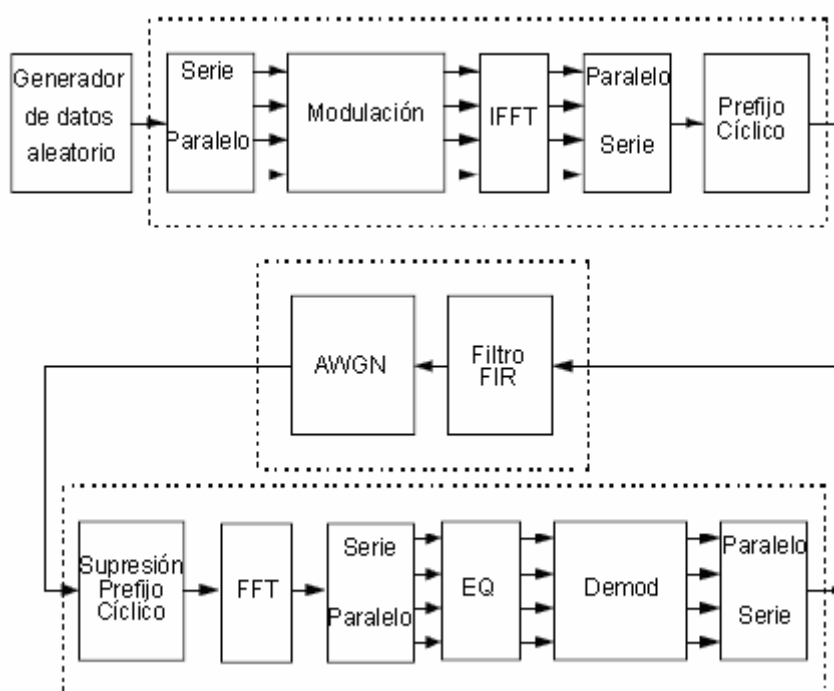 Generador
de datos
aleatorio
Serie
Paralelo
Modulación
IFFT
Paralelo
Serie
Prefijo
Cíclico
AWGN
Filtro
FIR
Supresión
Prefijo
Cíclico
FFT
Serie
Paralelo
EQ
Demod
Paralelo
Serie